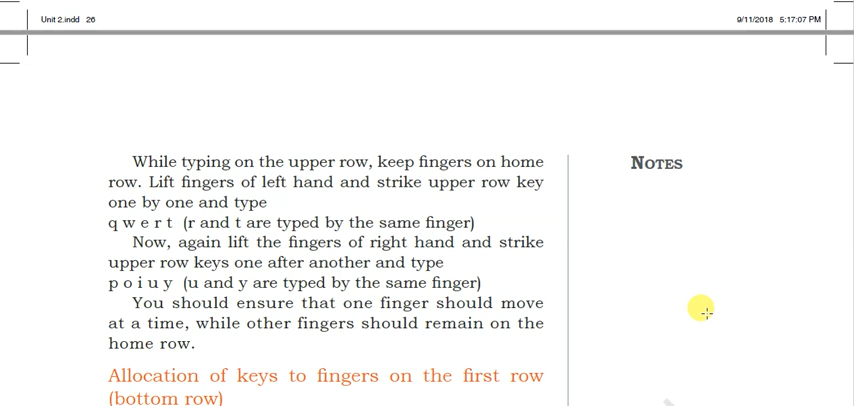 Unit 2.indd 26
9/11/2018 5:17:07 PM
While typing on the upper row, keep fingers on home
row. Lift fingers of left hand and strike upper row key
one by one and type
q w e r t (r and t are typed by the same finger)
Now, again lift the fingers of right hand and strike
upper row keys one after another and type
p o i u y (u and y are typed by the same finger)
You should ensure that one finger should move
at a time, while other fingers should remain on the
home row.
Allocation of keys to fingers on the first row
(bottom row)
NOTES